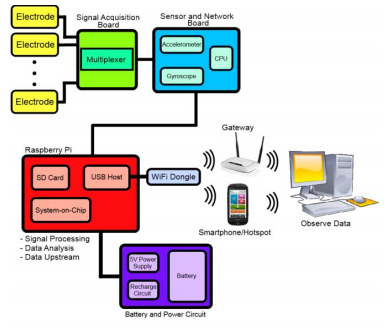 Electrode
Electrode
Electrode
Signal Acquisition
Board
Multiplexer
Sensor and Network
Board
Accelerometer
CPU
Gyroscope
Raspberry Pi
SD Card
USB Host
System-on-Chip
WiFi Dongle
Gateway
Smartphone/Hotspot
Observe Data
- Signal Processing
- Data Analysis
- Data Upstream
5V Power
Supply
Battery
Recharge
Circuit
Battery and Power Circuit